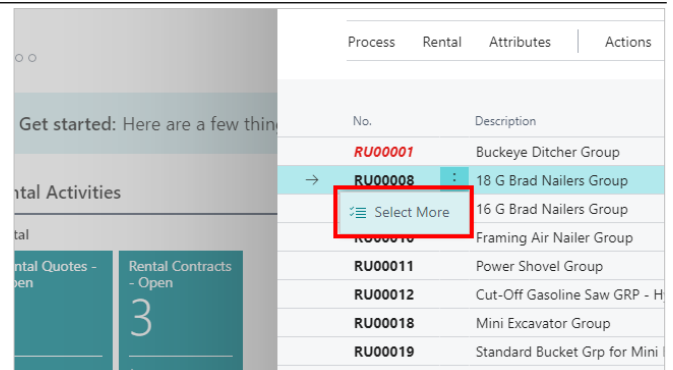 Process Rental Attributes Actions
Get started: Here are a few thin
No. Description
RU00001 Buckeye Ditcher Group
RU00008 18 G Brad Nailers Group
Select More 16 G Brad Nailers Group
RU00010 Framing Air Nailer Group
RU00011 Power Shovel Group
RU00012 Cut-Off Gasoline Saw GRP - H
RU00018 Mini Excavator Group
RU00019 Standard Bucket Grp for Mini
ntal Activities
tal
ntal Quotes -
pen
Rental Contracts
- Open
3